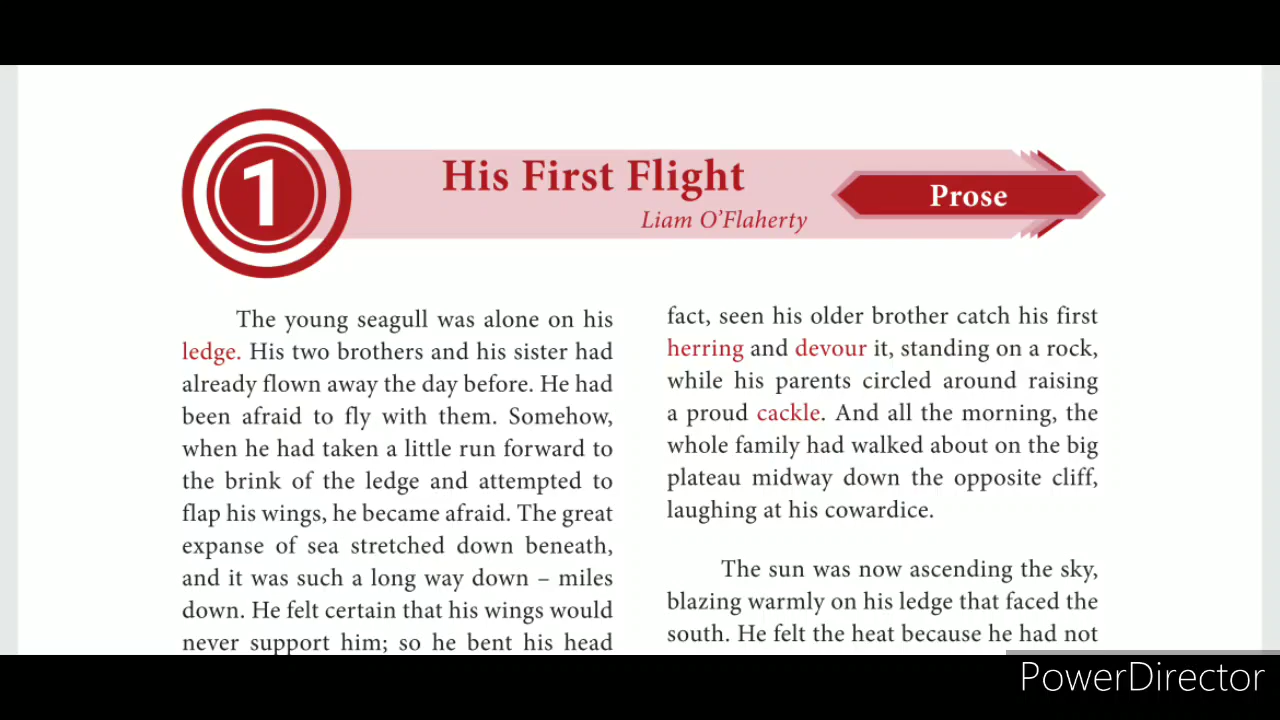 1
His First Flight
Liam O’Flaherty
Prose
The young seagull was alone on his
ledge. His two brothers and his sister had
already flown away the day before. He had
been afraid to fly with them. Somehow,
when he had taken a little run forward to
the brink of the ledge and attempted to
flap his wings, he became afraid. The great
expanse of sea stretched down beneath,
and it was such a long way down – miles
down. He felt certain that his wings would
never support him; so he bent his head
fact, seen his older brother catch his first
herring and devour it, standing on a rock,
while his parents circled around raising
a proud cackle. And all the morning, the
whole family had walked about on the big
plateau midway down the opposite cliff,
laughing at his cowardice.
The sun was now ascending the sky,
blazing warmly on his ledge that faced the
south. He felt the heat because he had not
PowerDirector